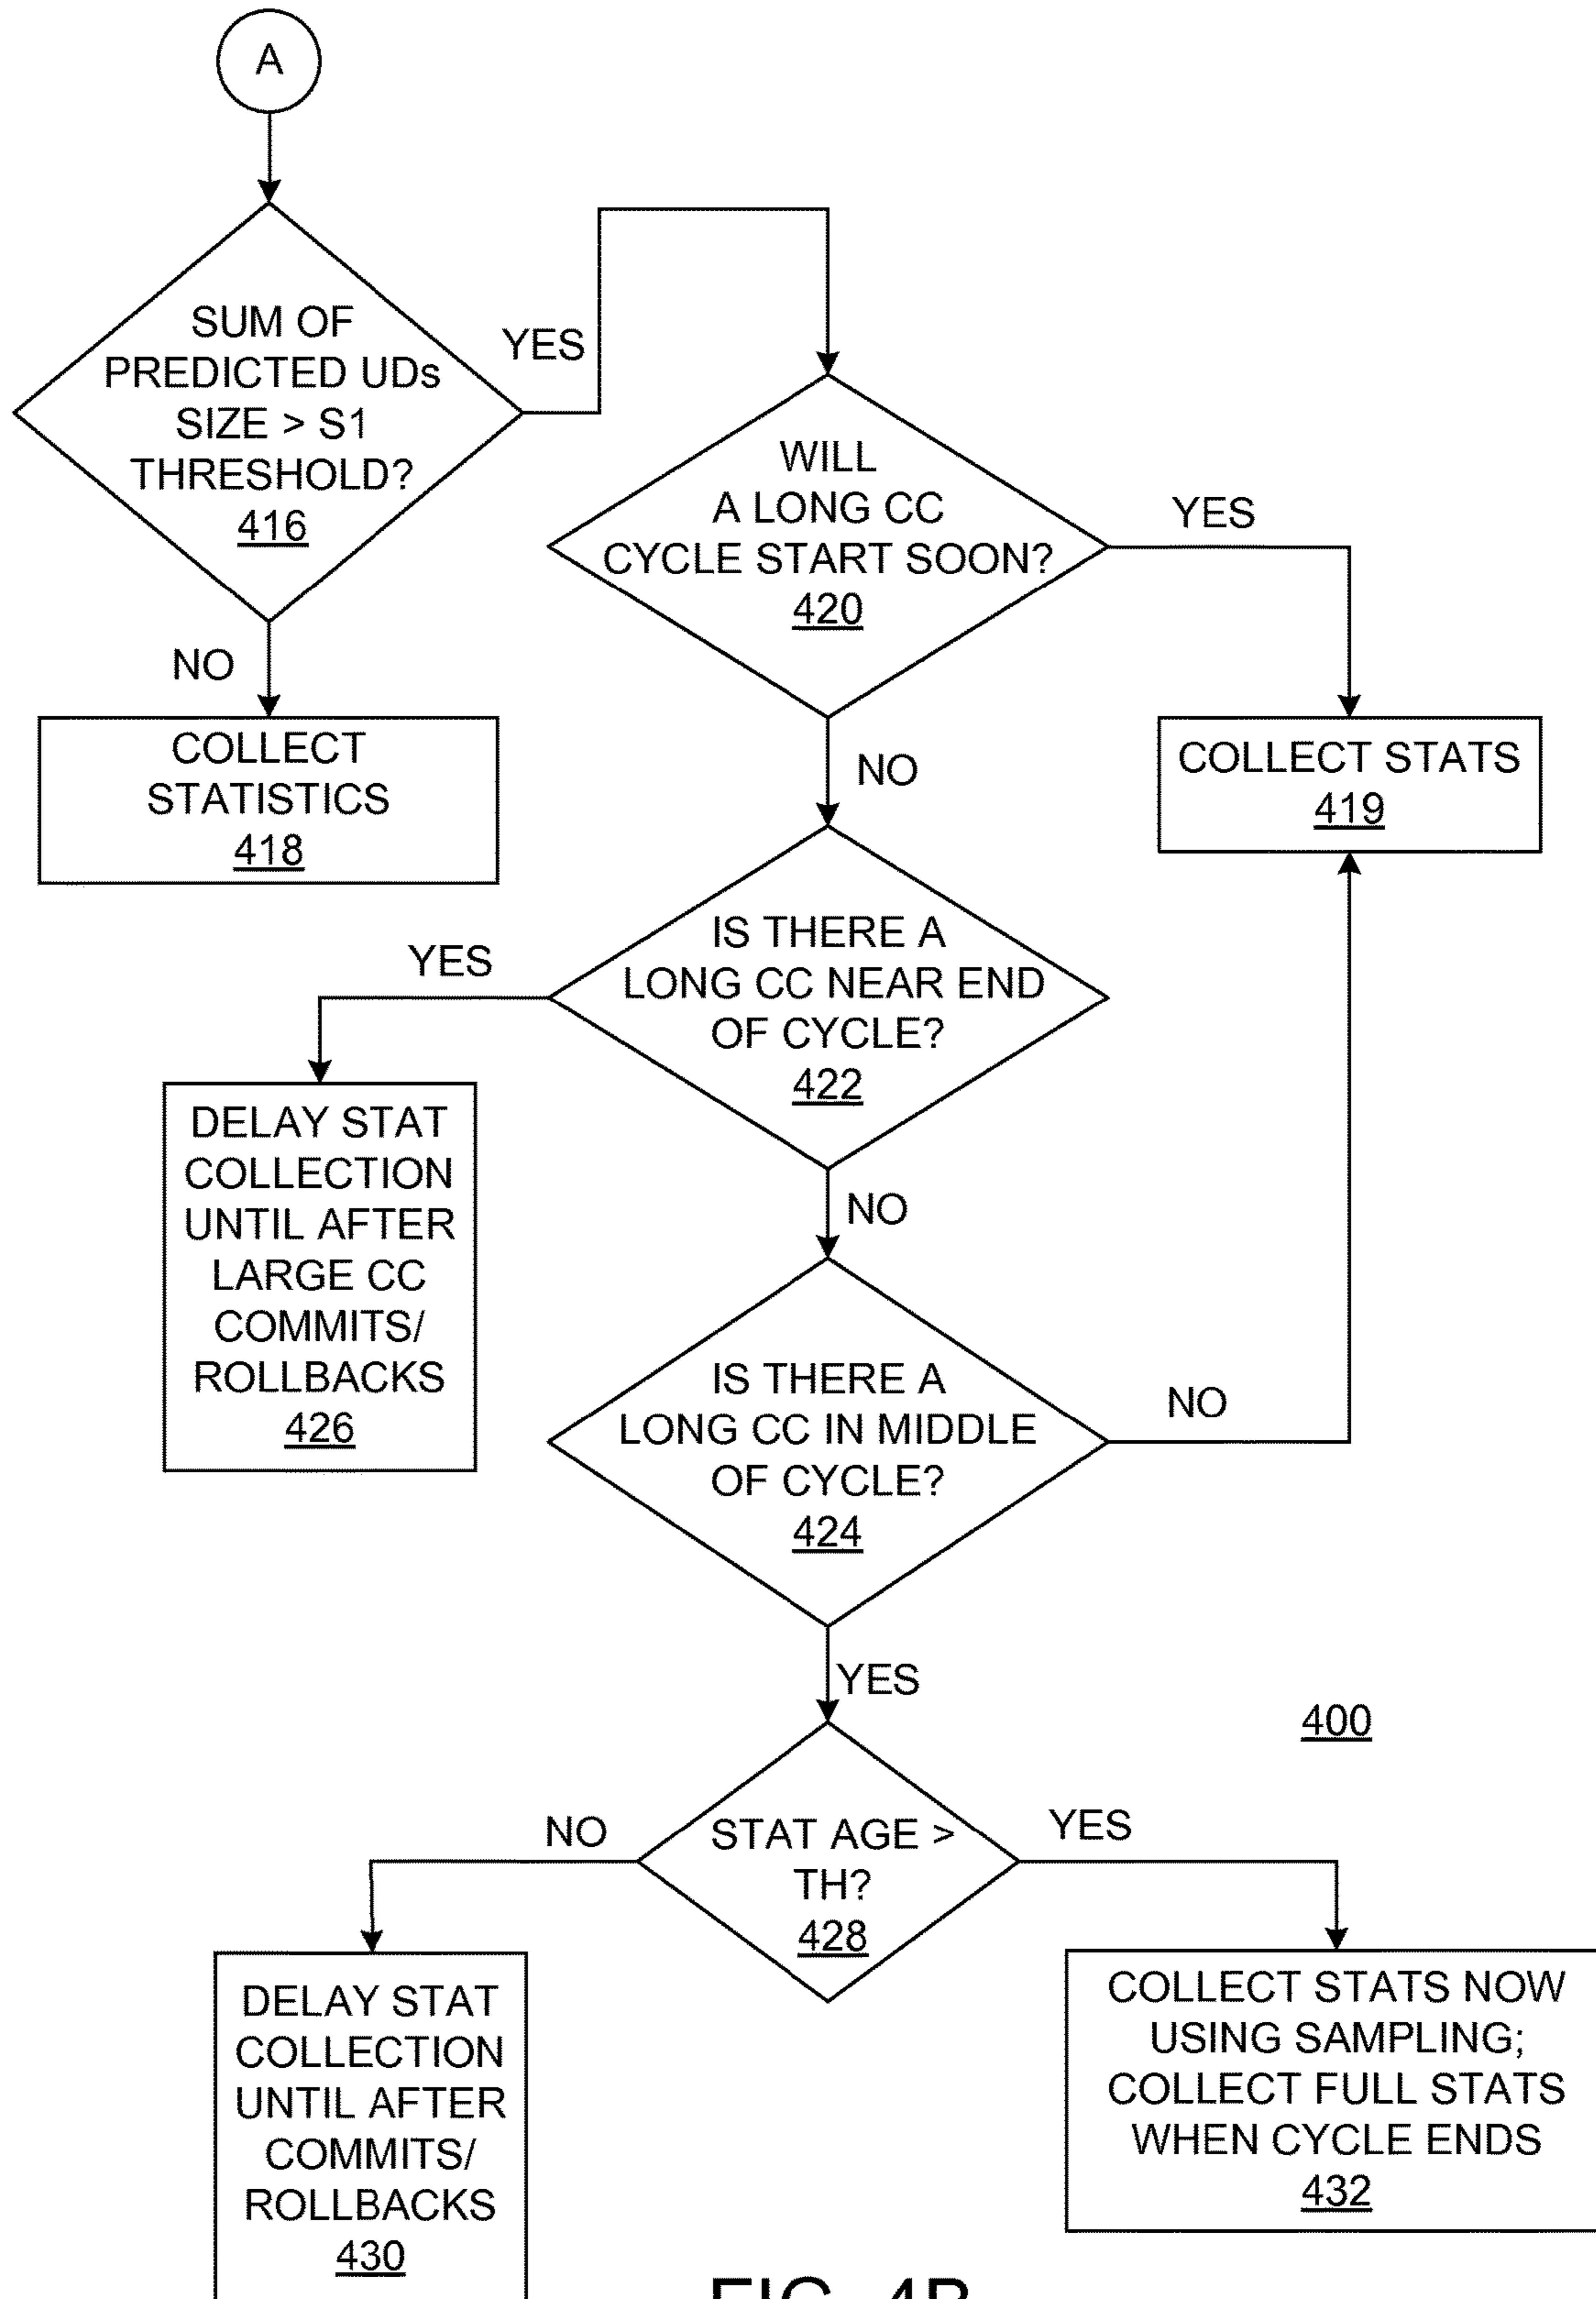 A
SUM OF
PREDICTED UDs
SIZE > S1
THRESHOLD?
416
YES
NO
COLLECT
STATISTICS
418
WILL
A LONG CC
CYCLE START SOON?
420
YES
NO
COLLECT STATS
419
IS THERE A
LONG CC NEAR END
OF CYCLE?
422
YES
NO
DELAY STAT
COLLECTION
UNTIL AFTER
LARGE CC
COMMITS/
ROLLBACKS
426
IS THERE A
LONG CC IN MIDDLE
OF CYCLE?
424
NO
YES
400
STAT AGE >
TH?
428
NO
YES
DELAY STAT
COLLECTION
UNTIL AFTER
COMMITS/
ROLLBACKS
430
COLLECT STATS NOW
USING SAMPLING;
COLLECT FULL STATS
WHEN CYCLE ENDS
432
FIG. 4B